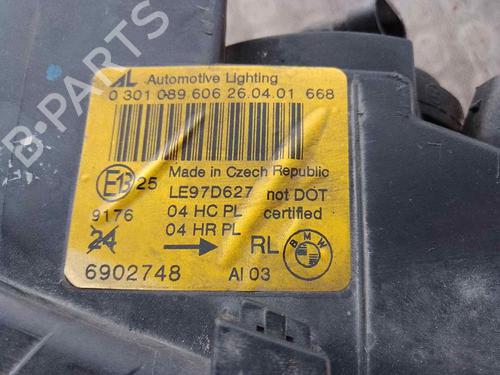 AL Automotive Lighting
0 301 089 606 26.04.01 668
Made in Czech Republic
E13 25
LE97D627 not DOT
9176 04 HC PL certified
24 04 HR PL
RL BMW
6902748 AI 03
B-PARTS